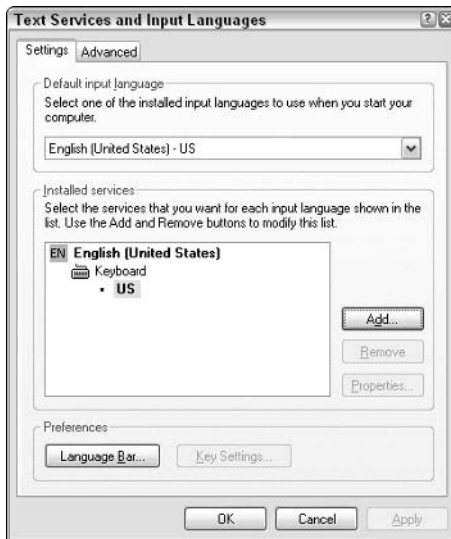 Text Services and Input Languages
Settings
Advanced
Default input language
Select one of the installed input languages to use when you start your
computer.
English (United States) - US
Installed services
Select the services that you want for each input language shown in the
list. Use the Add and Remove buttons to modify this list.
EN English (United States)
Keyboard
• US
Add...
Remove
Properties...
Preferences
Language Bar...
Key Settings...
OK
Cancel
Apply